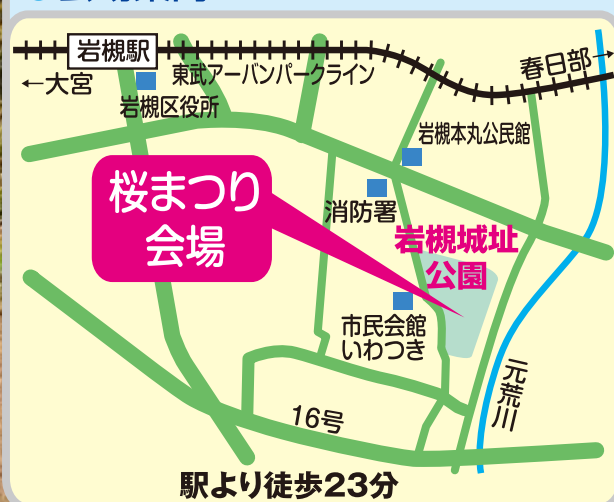 岩槻駅
←大宮
東武アーバンパークライン
春日部→
岩槻区役所
岩槻本丸公民館
桜まつり
会場
消防署
岩槻城址
公園
市民会館
いわつき
元荒川
16号
駅より徒歩23分